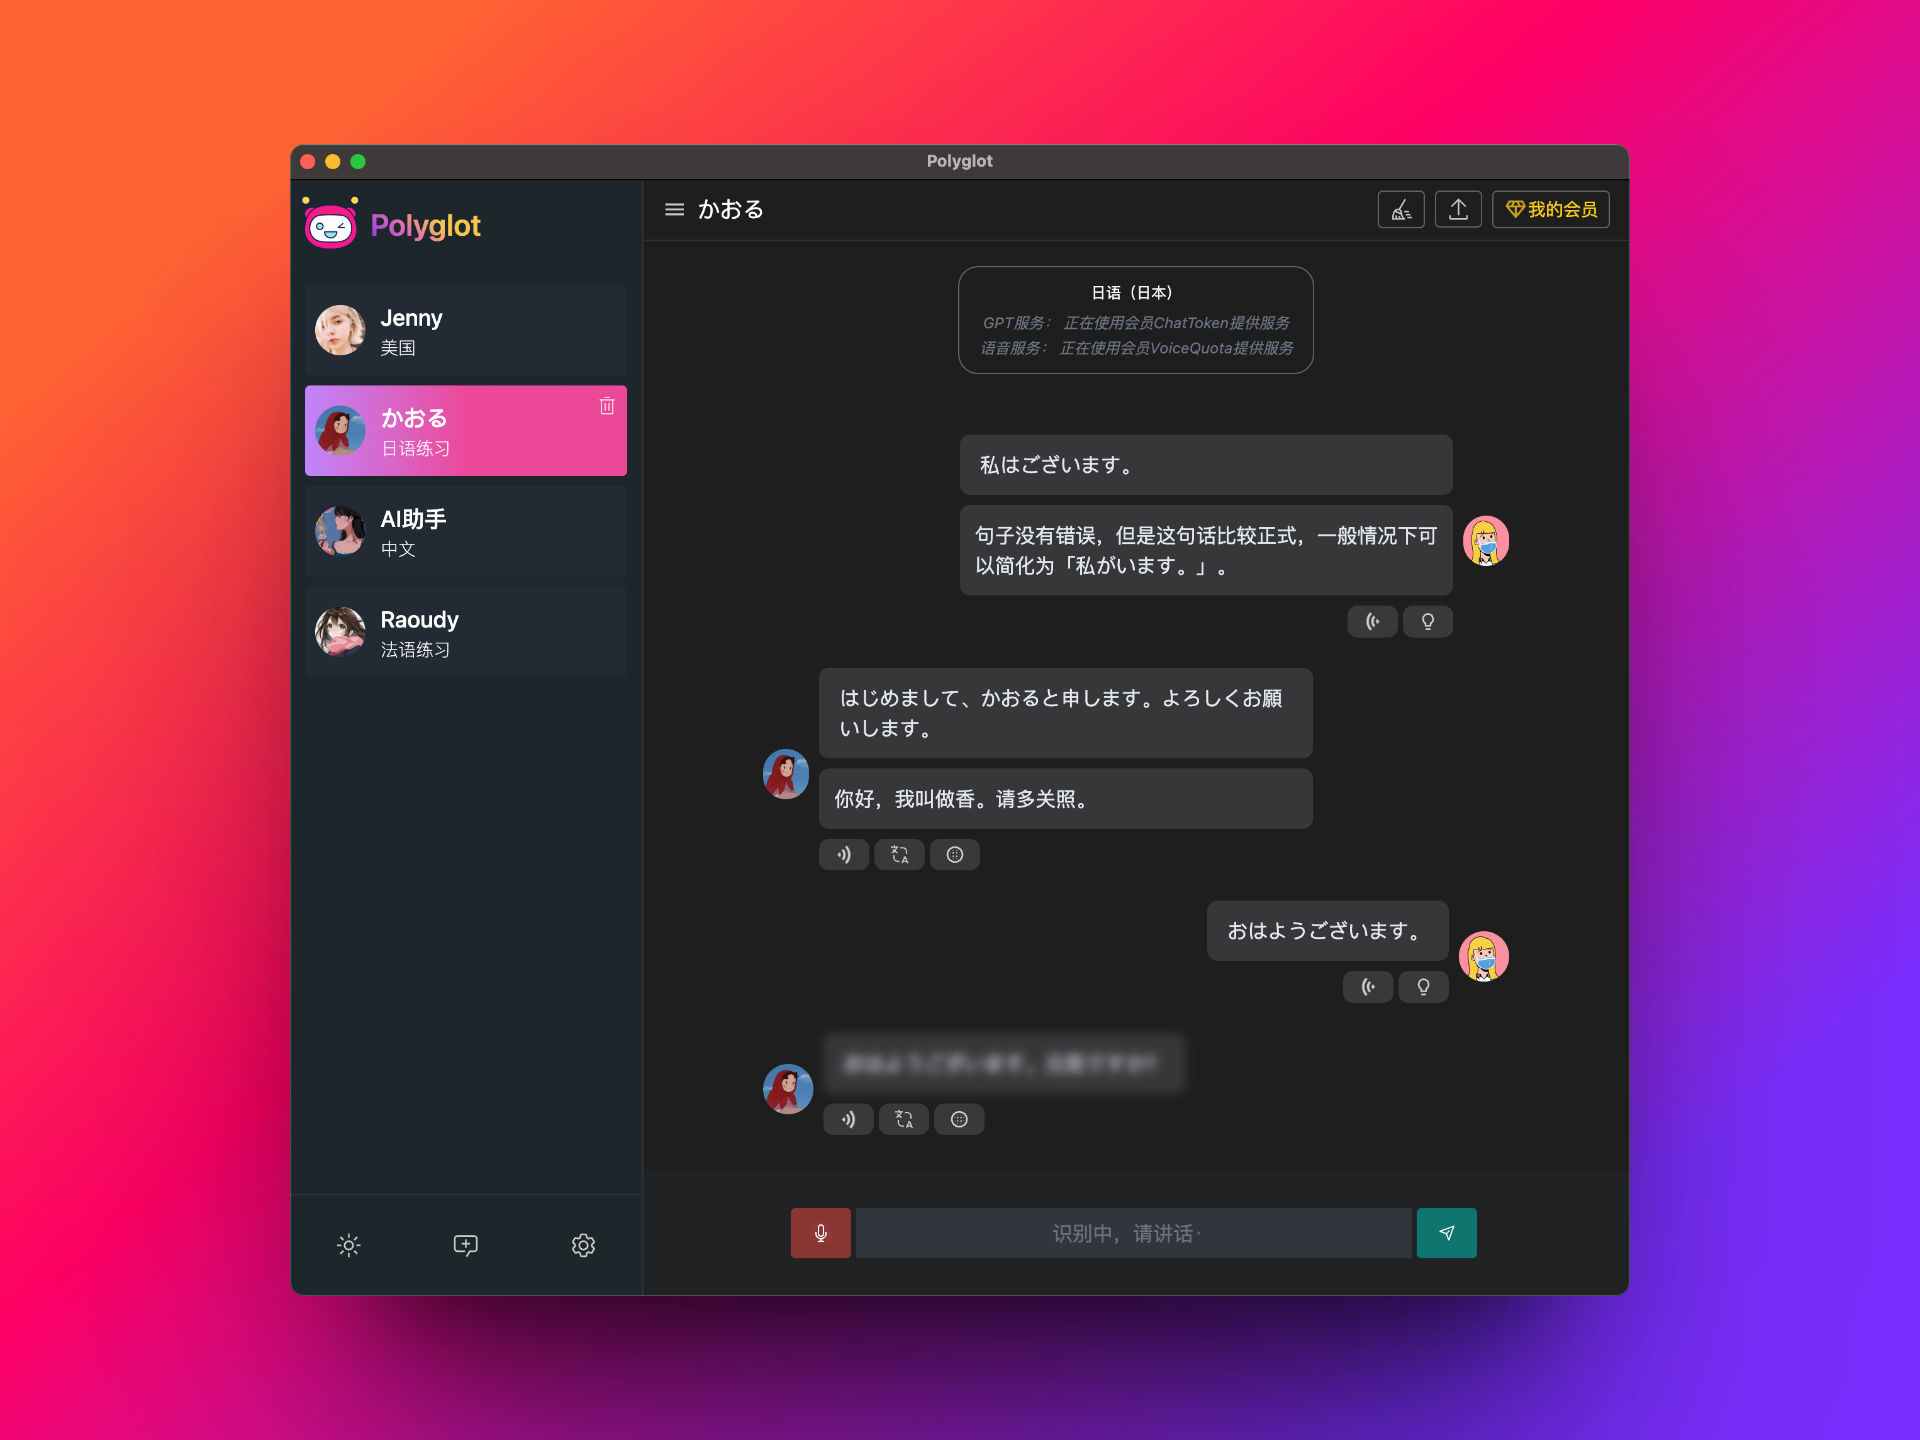 Polyglot
Polyglot
Jenny
美国
かおる
日语练习
AI助手
中文
Raoudy
法语练习
かおる
我的会员
日语（日本）
GPT服务： 正在使用会员ChatToken提供服务
语音服务： 正在使用会员VoiceQuota提供服务
私はございます。
句子没有错误，但是这句话比较正式，一般情况下可
以简化为「私がいます。」。
はじめまして、かおると申します。よろしくお願
いします。
你好，我叫做香。请多关照。
おはようございます。
识别中，请讲话·